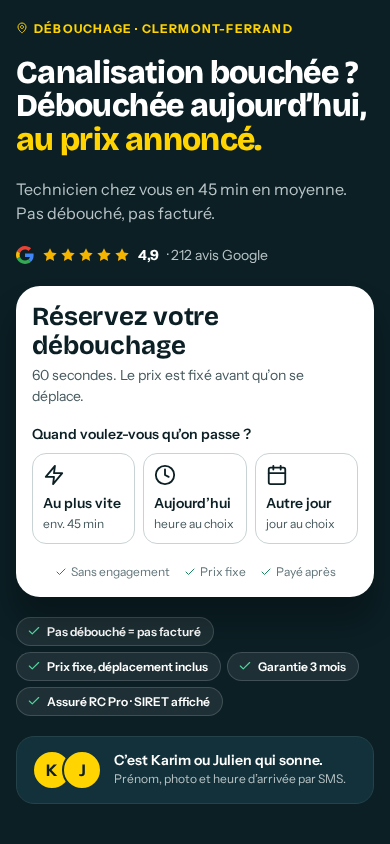 DÉBOUCHAGE · CLERMONT-FERRAND
Canalisation bouchée ?
Débouchée aujourd’hui,
au prix annoncé.
Technicien chez vous en 45 min en moyenne.
Pas débouché, pas facturé.
4,9 · 212 avis Google
Réservez votre
débouchage
60 secondes. Le prix est fixé avant qu’on se
déplace.
Quand voulez-vous qu’on passe ?
Au plus vite Aujourd’hui Autre jour
env. 45 min heure au choix jour au choix
Sans engagement Prix fixe Payé après
Pas débouché = pas facturé
Prix fixe, déplacement inclus Garantie 3 mois
Assuré RC Pro · SIRET affiché
K J C’est Karim ou Julien qui sonne.
Prénom, photo et heure d’arrivée par SMS.